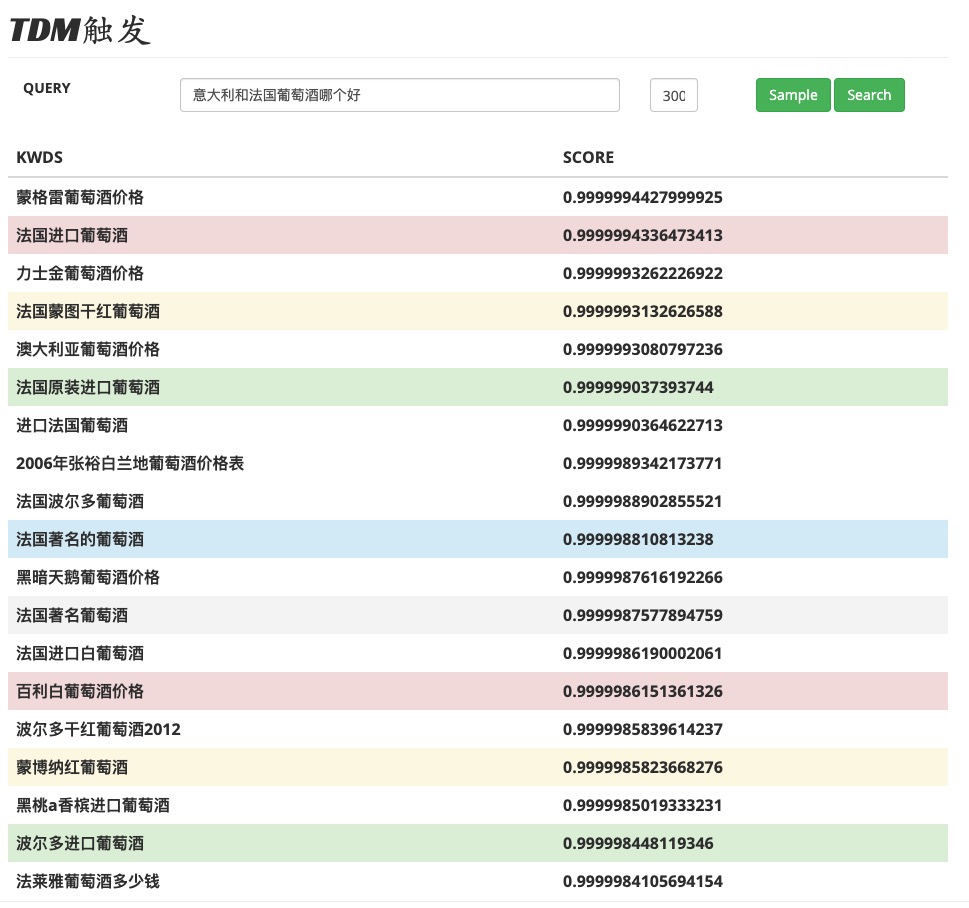 TDM触发
QUERY 意大利和法国葡萄酒哪个好 300 Sample Search
KWDS SCORE
蒙格雷葡萄酒价格 0.9999994427999925
法国进口葡萄酒 0.9999994336473413
力士金葡萄酒价格 0.9999993262226922
法国蒙图干红葡萄酒 0.9999993132626588
澳大利亚葡萄酒价格 0.9999993080797236
法国原装进口葡萄酒 0.999999037393744
进口法国葡萄酒 0.9999990364622713
2006年张裕白兰地葡萄酒价格表 0.9999989342173771
法国波尔多葡萄酒 0.9999988902855521
法国著名的葡萄酒 0.999998810813238
黑暗天鹅葡萄酒价格 0.9999987616192266
法国著名葡萄酒 0.9999987577894759
法国进口白葡萄酒 0.9999986190002061
百利白葡萄酒价格 0.9999986151361326
波尔多干红葡萄酒2012 0.9999985839614237
蒙博纳红葡萄酒 0.9999985823668276
黑桃a香槟进口葡萄酒 0.9999985019333231
波尔多进口葡萄酒 0.999998448119346
法莱雅葡萄酒多少钱 0.9999984105694154